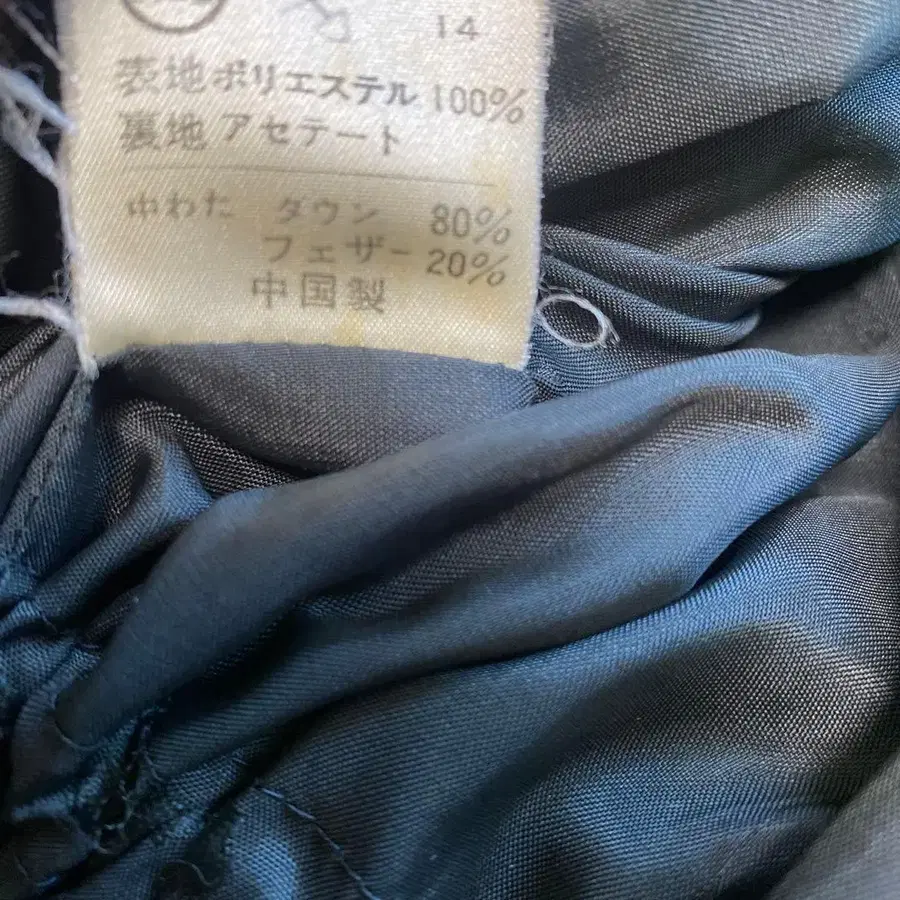 14
表地 ポリエステル 100%
裏地 アセテート
中わた ダウン 80%
フェザー 20%
中国製